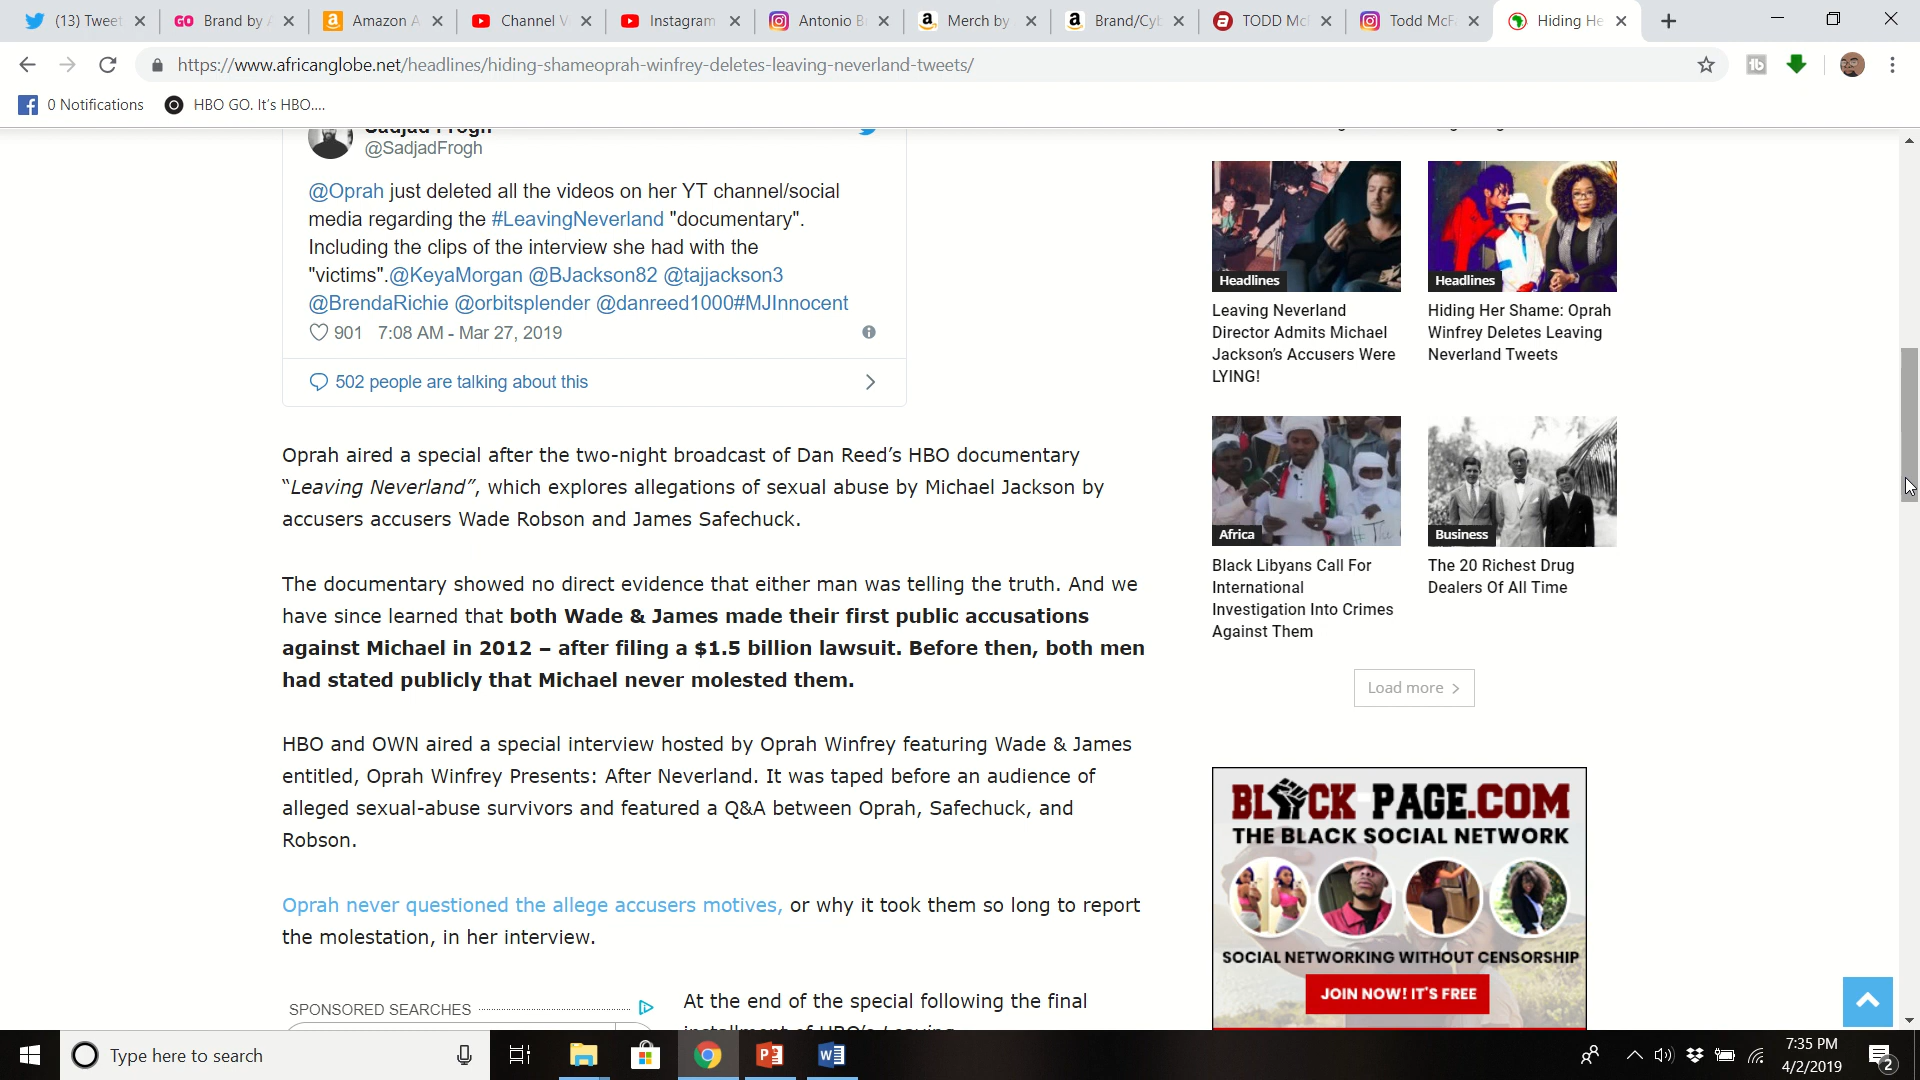 (13) Tweet
Brand by
Amazon
Channel
Instagram
Antonio
Merch by
Brand/Cyb
TODD
Todd McF
Hiding He
https://www.africanglobe.net/headlines/hiding-shameoprah-winfrey-deletes-leaving-neverland-tweets/
0 Notifications
HBO GO. It's HBO....
Sadjad Frogh
@SadjadFrogh
@Oprah just deleted all the videos on her YT channel/social
media regarding the #LeavingNeverland "documentary".
Including the clips of the interview she had with the
"victims".@KeyaMorgan @BJackson82 @tajjackson3
@BrendaRichie @orbitsplender @danreed1000#MJInnocent
901 7:08 AM - Mar 27, 2019
502 people are talking about this
Oprah aired a special after the two-night broadcast of Dan Reed's HBO documentary
"Leaving Neverland", which explores allegations of sexual abuse by Michael Jackson by
accusers accusers Wade Robson and James Safechuck.
The documentary showed no direct evidence that either man was telling the truth. And we
have since learned that both Wade & James made their first public accusations
against Michael in 2012 – after filing a $1.5 billion lawsuit. Before then, both men
had stated publicly that Michael never molested them.
HBO and OWN aired a special interview hosted by Oprah Winfrey featuring Wade & James
entitled, Oprah Winfrey Presents: After Neverland. It was taped before an audience of
alleged sexual-abuse survivors and featured a Q&A between Oprah, Safechuck, and
Robson.
Oprah never questioned the allege accusers motives, or why it took them so long to report
the molestation, in her interview.
SPONSORED SEARCHES
At the end of the special following the final
Headlines
Leaving Neverland
Director Admits Michael
Jackson's Accusers Were
LYING!
Headlines
Hiding Her Shame: Oprah
Winfrey Deletes Leaving
Neverland Tweets
Africa
Black Libyans Call For
International
Investigation Into Crimes
Against Them
Business
The 20 Richest Drug
Dealers Of All Time
Load more
BLACK-PAGE.COM
THE BLACK SOCIAL NETWORK
SOCIAL NETWORKING WITHOUT CENSORSHIP
JOIN NOW! IT'S FREE
Type here to search
7:35 PM
4/2/2019
2